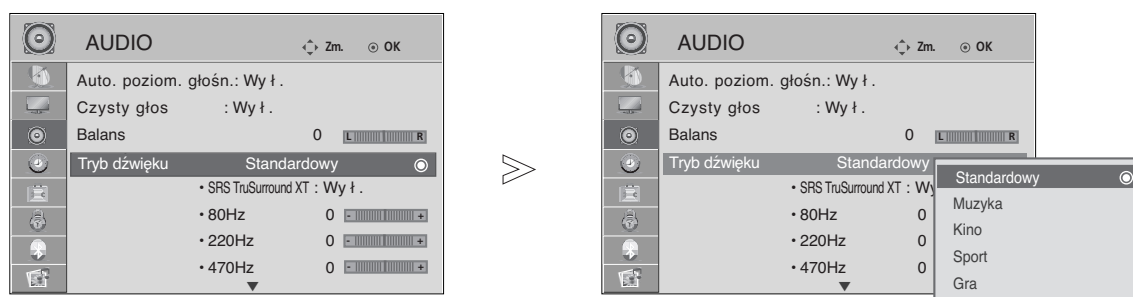 AUDIO Zm. OK
Auto. poziom. głośn.: Wył.
Czysty głos : Wył.
Balans 0 L R
Tryb dźwięku Standardowy
• SRS TruSurround XT : Wył.
• 80Hz 0 - +
• 220Hz 0 - +
• 470Hz 0 - +
AUDIO Zm. OK
Auto. poziom. głośn.: Wył.
Czysty głos : Wył.
Balans 0 L R
Tryb dźwięku Standardowy
• SRS TruSurround XT : Wy
• 80Hz 0
• 220Hz 0
• 470Hz 0
Standardowy
Muzyka
Kino
Sport
Gra